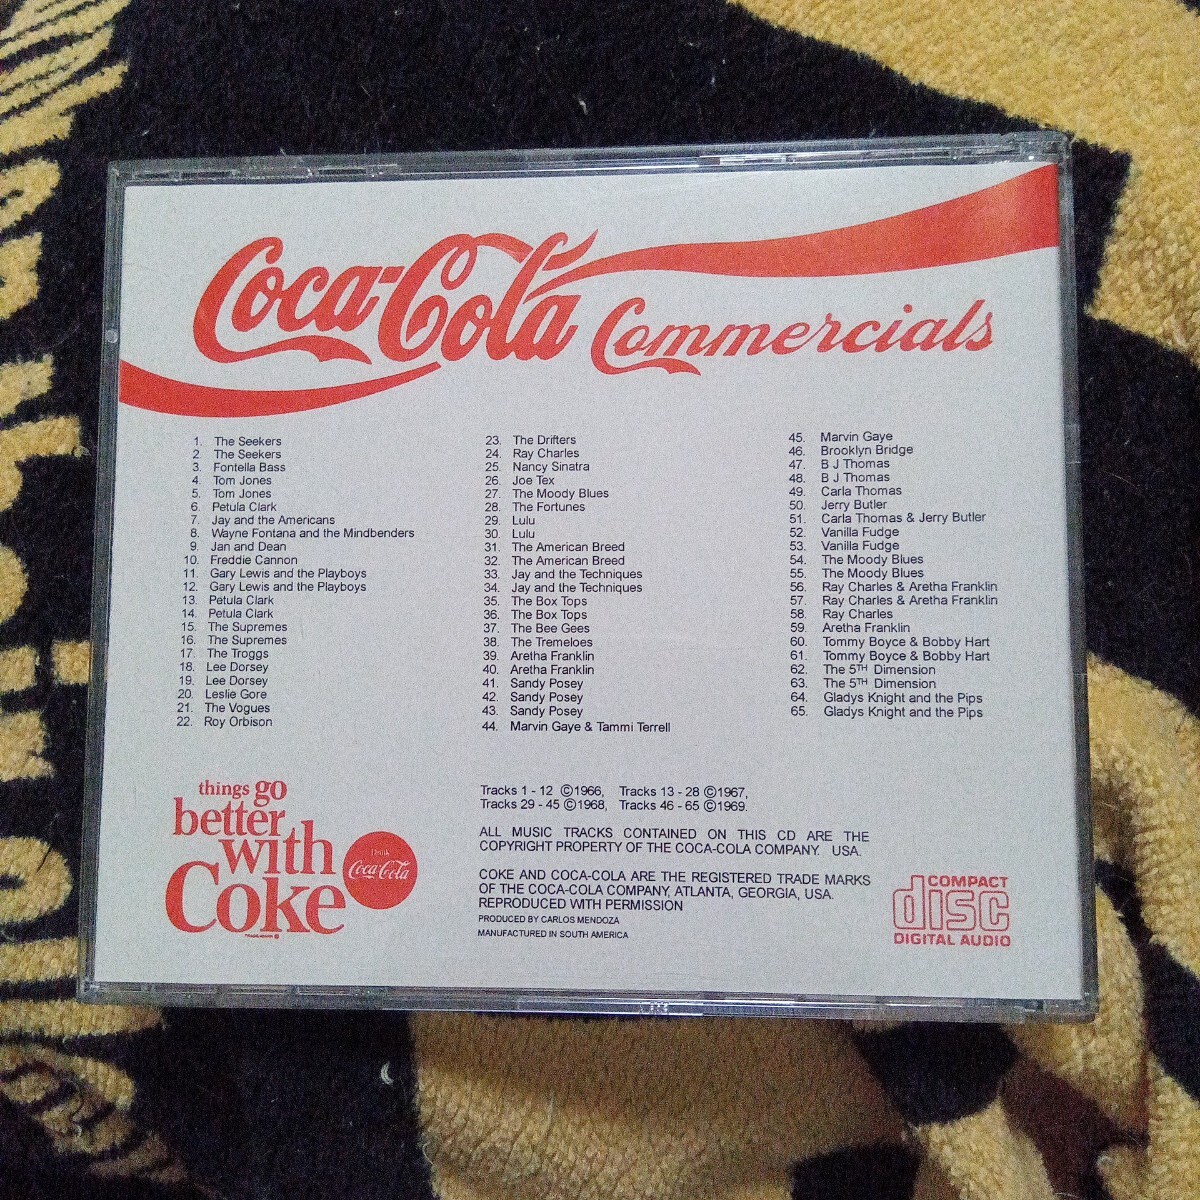 Coca-Cola Commercials
1. The Seekers
2 The Seekers
3. Fontella Bass
4. Tom Jones
5. Tom Jones
6. Petula Clark
7. Jay and the Americans
8. Wayne Fontana and the Mindbenders
9. Jan and Dean
10. Freddie Cannon
11. Gary Lewis and the Playboys
12. Gary Lewis and the Playboys
13. Petula Clark
14. Petula Clark
15. The Supremes
16. The Supremes
17. The Troggs
18. Lee Dorsey
19. Lee Dorsey
20. Leslie Gore
21. The Vogues
22. Roy Orbison
23. The Drifters
24. Ray Charles
25. Nancy Sinatra
26. Joe Tex
27. The Moody Blues
28. The Fortunes
29. Lulu
30. Lulu
31. The American Breed
32. The American Breed
33. Jay and the Techniques
34. Jay and the Techniques
35. The Box Tops
36. The Box Tops
37. The Bee Gees
38. The Tremeloes
39. Aretha Franklin
40. Aretha Franklin
41. Sandy Posey
42. Sandy Posey
43. Sandy Posey
44. Marvin Gaye & Tammi Terrell
45. Marvin Gaye
46. Brooklyn Bridge
47. B J Thomas
48. B J Thomas
49. Carla Thomas
50. Jerry Butler
51. Carla Thomas & Jerry Butler
52. Vanilla Fudge
53. Vanilla Fudge
54. The Moody Blues
55. The Moody Blues
56. Ray Charles & Aretha Franklin
57. Ray Charles & Aretha Franklin
58. Ray Charles
59. Aretha Franklin
60. Tommy Boyce & Bobby Hart
61. Tommy Boyce & Bobby Hart
62. The 5TH Dimension
63. The 5TH Dimension
64. Gladys Knight and the Pips
65. Gladys Knight and the Pips
things go
better
with
Coke
Drink
Coca-Cola
Tracks 1 - 12 ©1966, Tracks 13 - 28 ©1967,
Tracks 29 - 45 ©1968, Tracks 46 - 65 ©1969.
ALL MUSIC TRACKS CONTAINED ON THIS CD ARE THE
COPYRIGHT PROPERTY OF THE COCA-COLA COMPANY. USA.
COKE AND COCA-COLA ARE THE REGISTERED TRADE MARKS
OF THE COCA-COLA COMPANY, ATLANTA, GEORGIA, USA.
REPRODUCED WITH PERMISSION
PRODUCED BY CARLOS MENDOZA
MANUFACTURED IN SOUTH AMERICA
COMPACT
disc
DIGITAL AUDIO